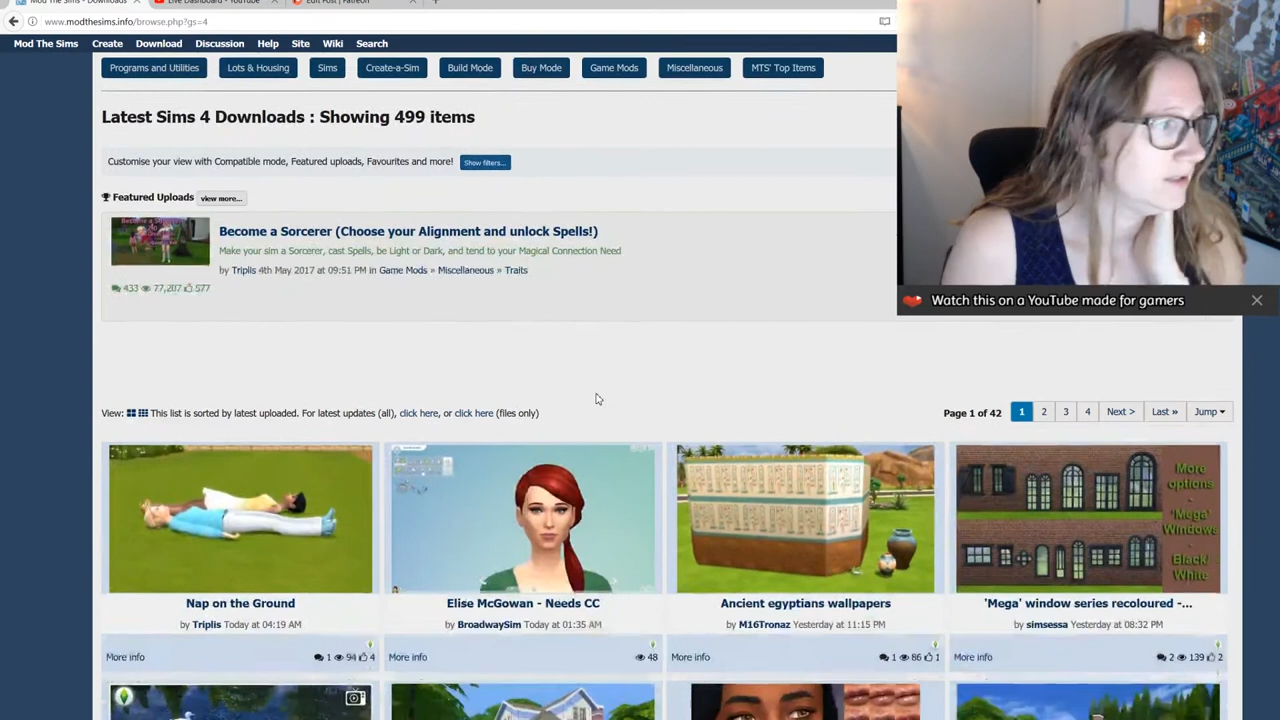 Mod The Sims - Downloads
Live Dashboard - YouTube
Edit Post | Patreon
www.modthesims.info/browse.php?gs=4
Mod The Sims Create Download Discussion Help Site Wiki Search
Programs and Utilities Lots & Housing Sims Create-a-Sim Build Mode Buy Mode Game Mods Miscellaneous MTS' Top Items
Latest Sims 4 Downloads : Showing 499 items
Customise your view with Compatible mode, Featured uploads, Favourites and more! Show filters...
Featured Uploads view more...
Become a Sorcerer (Choose your Alignment and unlock Spells!)
Make your sim a Sorcerer, cast Spells, be Light or Dark, and tend to your Magical Connection Need
by Triplis 4th May 2017 at 09:51 PM in Game Mods » Miscellaneous » Traits
433 77,207 577
Watch this on a YouTube made for gamers
View: This list is sorted by latest uploaded. For latest updates (all), click here, or click here (files only)
Page 1 of 42 1 2 3 4 Next > Last » Jump
More options - 'Mega' Windows - Black/ White
Nap on the Ground
by Triplis Today at 04:19 AM
More info 1 94 4
Elise McGowan - Needs CC
by BroadwaySim Today at 01:35 AM
More info 48
Ancient egyptians wallpapers
by M16Tronaz Yesterday at 11:15 PM
More info 1 86 1
'Mega' window series recoloured -...
by simsessa Yesterday at 08:32 PM
More info 2 139 2